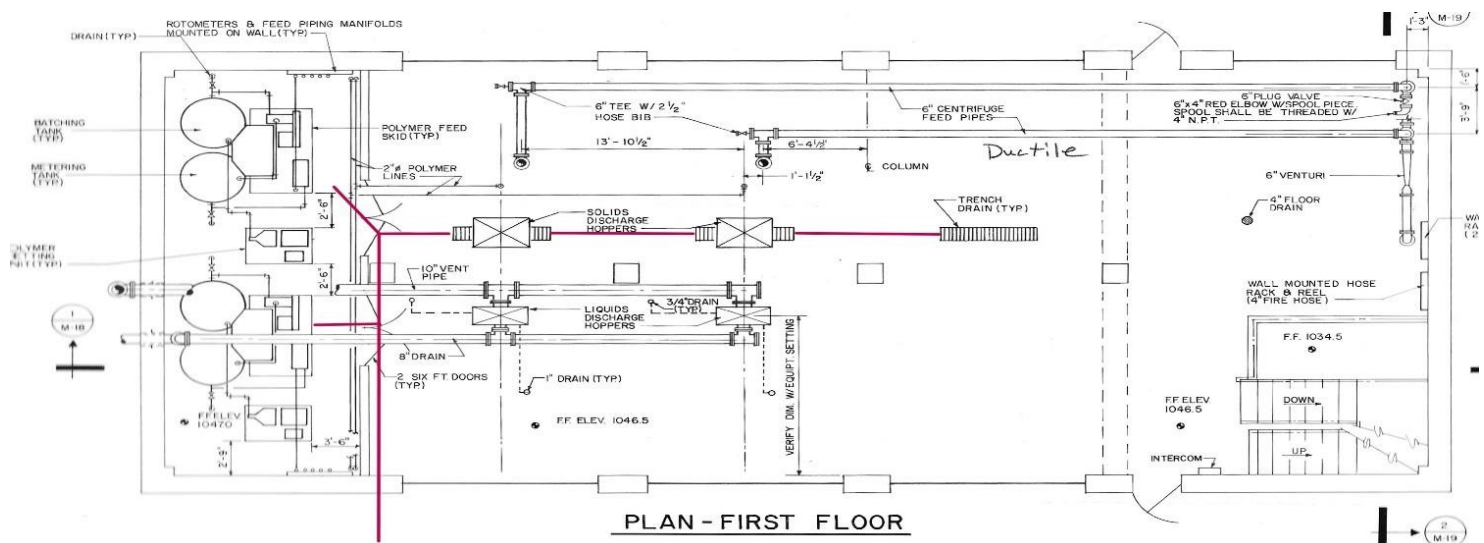 ROTOMETERS & FEED PIPING MANIFOLDS
MOUNTED ON WALL (TYP)
DRAIN (TYP)
1'-3"
M-19
1'-6"
BATCHING
TANK
(TYP)
POLYMER FEED
SKID (TYP)
6" TEE W/ 2 1/2"
HOSE BIB
6" CENTRIFUGE
FEED PIPES
6" PLUG VALVE
6"x4" RED ELBOW W/SPOOL PIECE
SPOOL SHALL BE THREADED W/
4" N.P.T.
3'-9"
13'-10 1/2"
6'-4 1/2"
Ductile
METERING
TANK
(TYP)
2"ø POLYMER
LINES
℄ COLUMN
1'-1 1/2"
6" VENTURI
2'-6"
SOLIDS
DISCHARGE
HOPPERS
TRENCH
DRAIN (TYP)
4" FLOOR
DRAIN
2'-6"
10" VENT
PIPE
3/4" DRAIN
(TYP)
WALL MOUNTED HOSE
RACK & REEL
(4" FIRE HOSE)
LIQUIDS
DISCHARGE
HOPPERS
1
M-18
8" DRAIN
F.F. 1034.5
2 SIX FT. DOORS
(TYP)
1" DRAIN (TYP)
VERIFY DIM. W/EQUIPT. SETTING
F.F. ELEV
1047.0
F.F. ELEV. 1046.5
F.F. ELEV.
1046.5
DOWN
3'-6"
2'-9"
UP
INTERCOM
PLAN - FIRST FLOOR
2
M-19